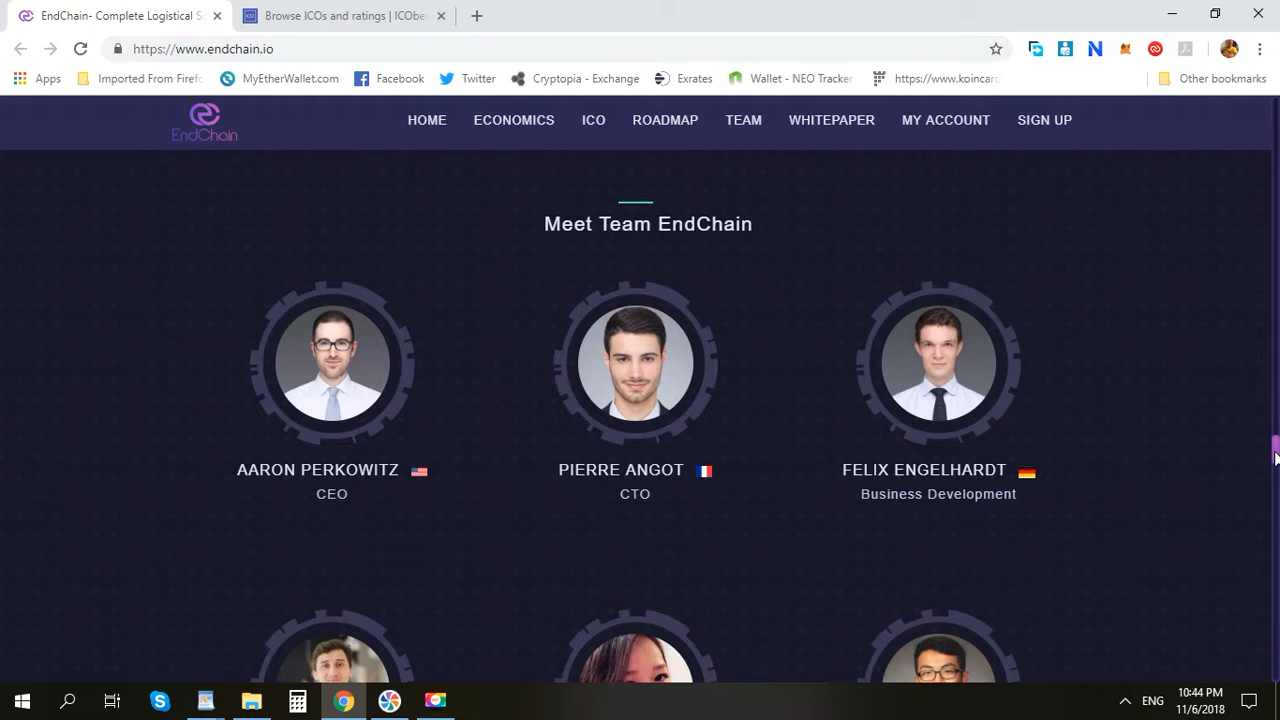 EndChain- Complete Logistical S
Browse ICOs and ratings | ICObe
https://www.endchain.io
Apps
Imported From Firef
MyEtherWallet.com
Facebook
Twitter
Cryptopia - Exchange
Exrates
Wallet - NEO Tracker
https://www.koincar
Other bookmarks
EndChain
HOME
ECONOMICS
ICO
ROADMAP
TEAM
WHITEPAPER
MY ACCOUNT
SIGN UP
Meet Team EndChain
AARON PERKOWITZ
CEO
PIERRE ANGOT
CTO
FELIX ENGELHARDT
Business Development
ENG
10:44 PM
11/6/2018